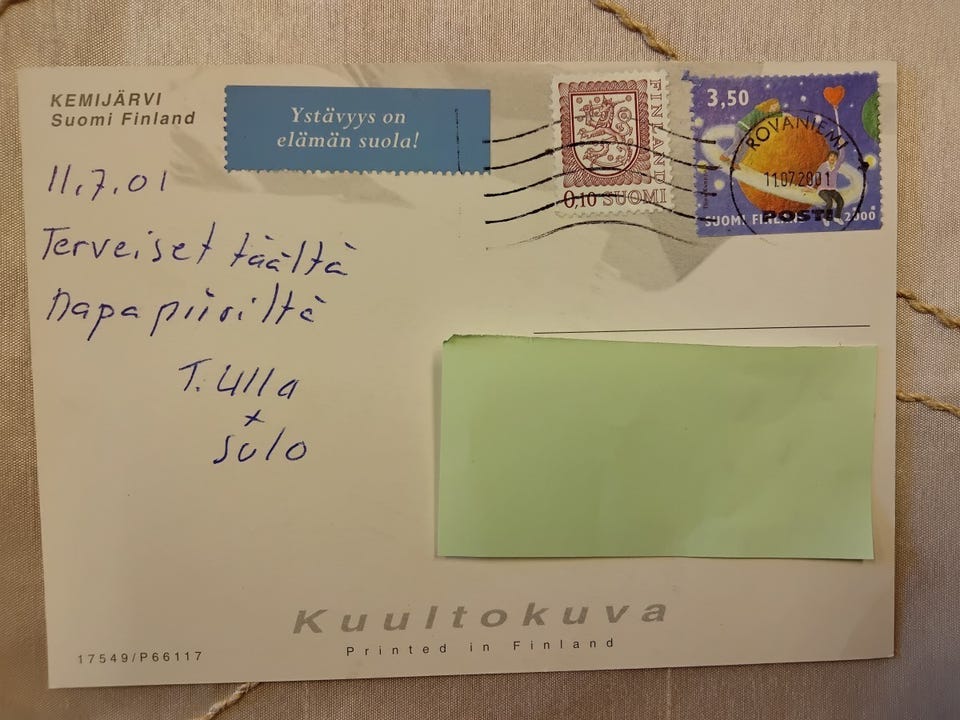 KEMIJÄRVI
Suomi Finland
Ystävyys on
elämän suola!
FINLAND
0,10 SUOMI
3,50
ROVANIEMI
11.07.2001
POSTI
SUOMI FINLAND 2000
11.7.01
Terveiset täältä
Napapiiriltä
T. Ulla
+
Sulo
Kuultokuva
Printed in Finland
17549/P66117